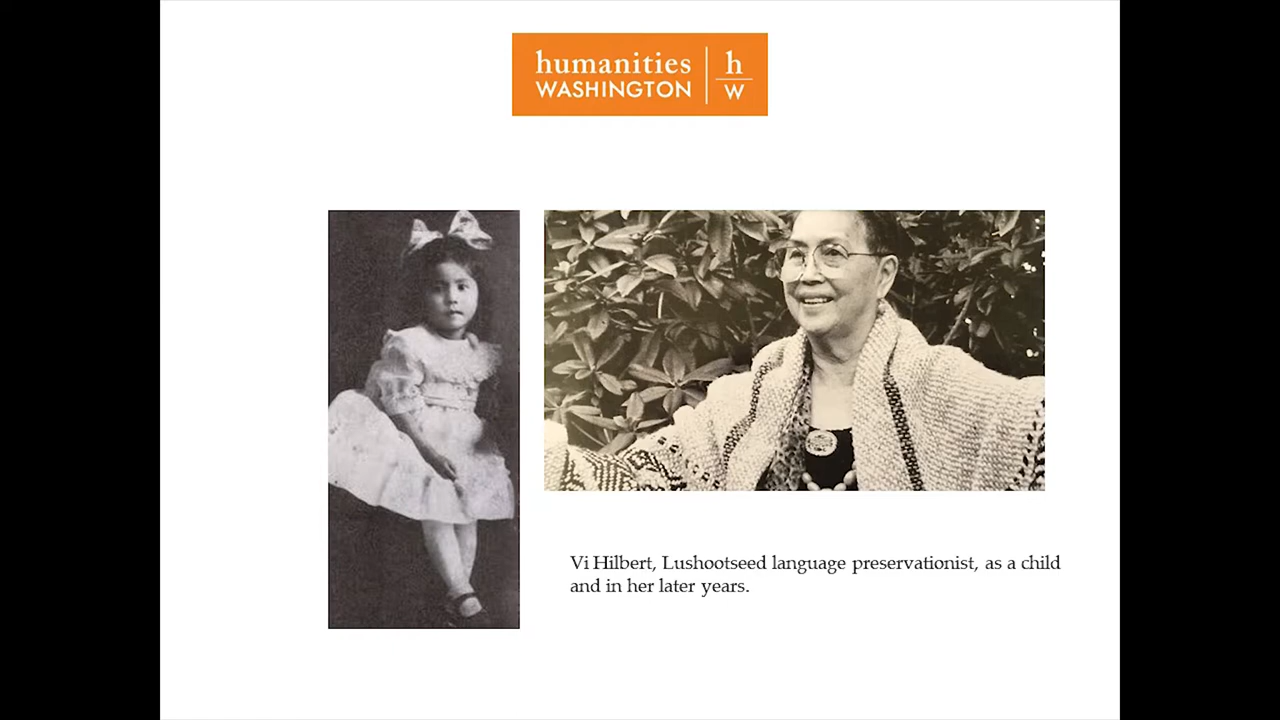 humanities
WASHINGTON
h
w
Vi Hilbert, Lushootseed language preservationist, as a child
and in her later years.